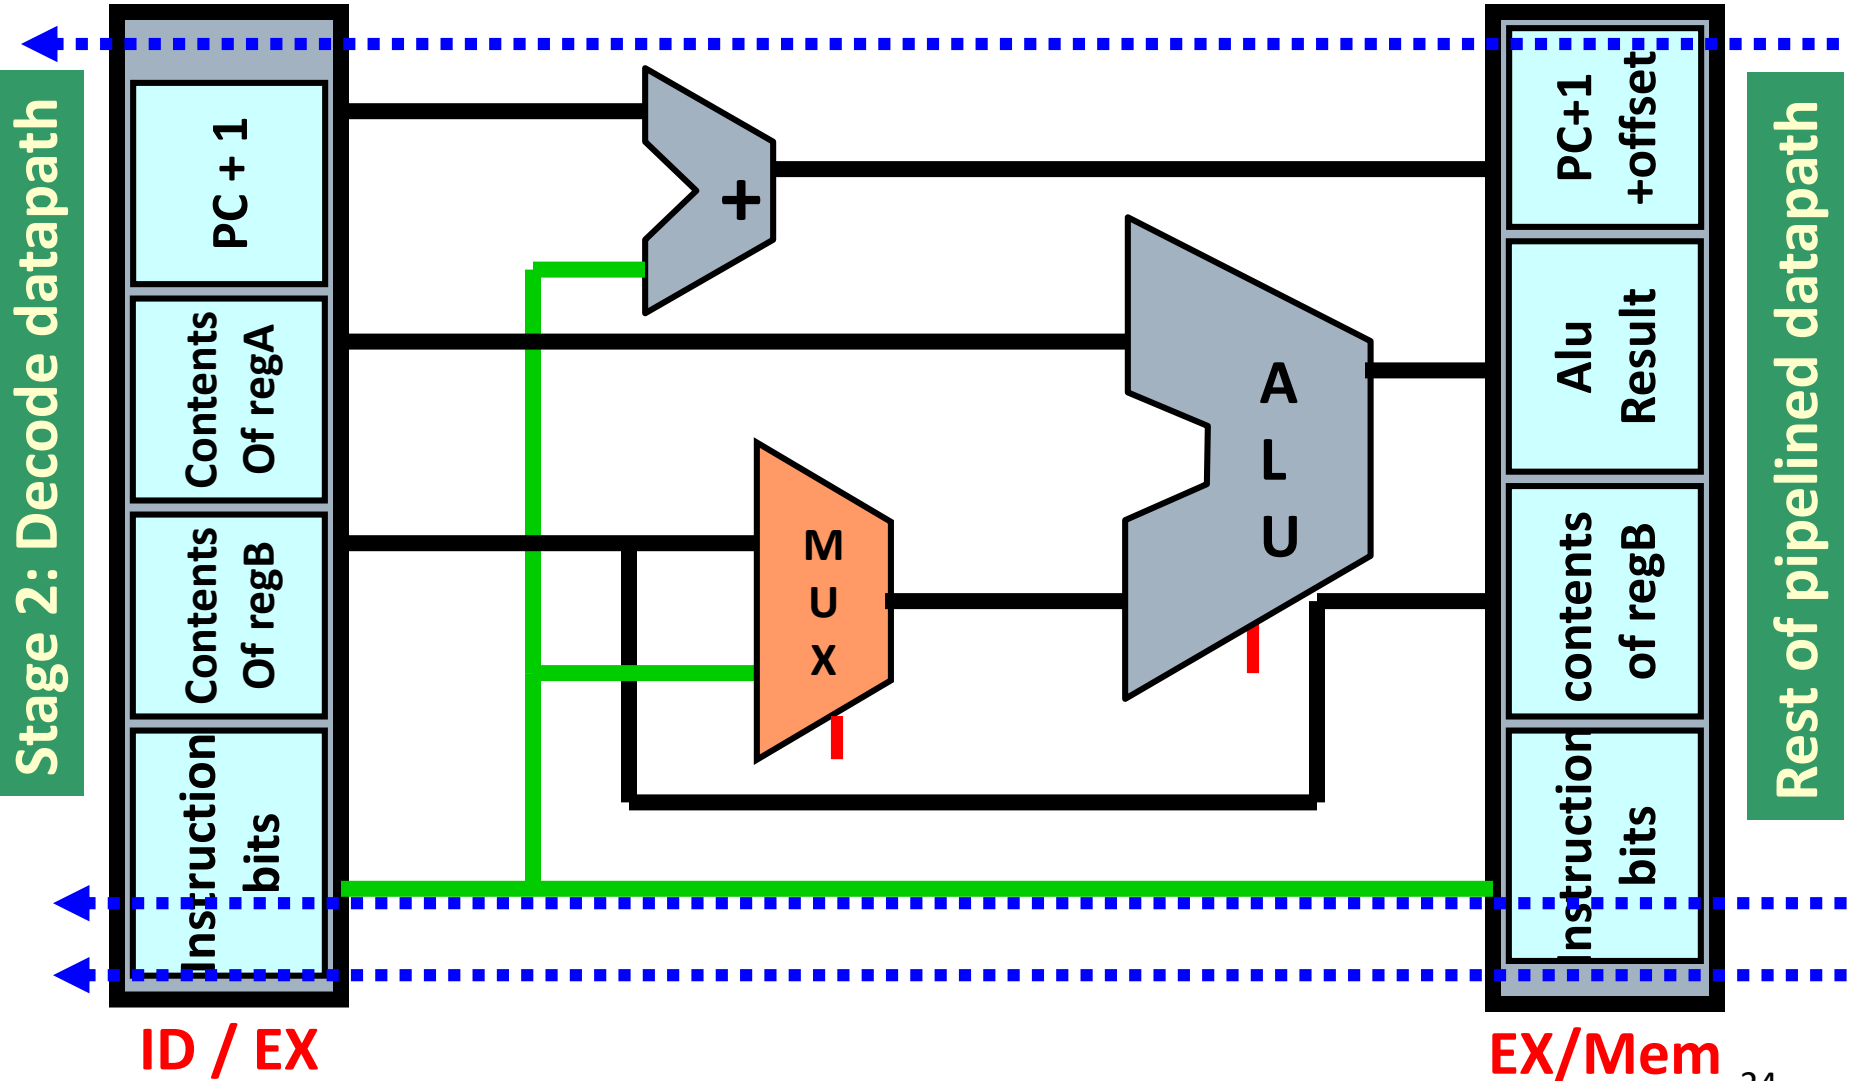 Stage 2: Decode datapath
PC + 1
Contents
Of regA
Contents
Of regB
Instruction
bits
ID / EX
+
M
U
X
A
L
U
PC+1
+offset
Alu
Result
contents
of regB
Instruction
bits
EX/Mem
Rest of pipelined datapath